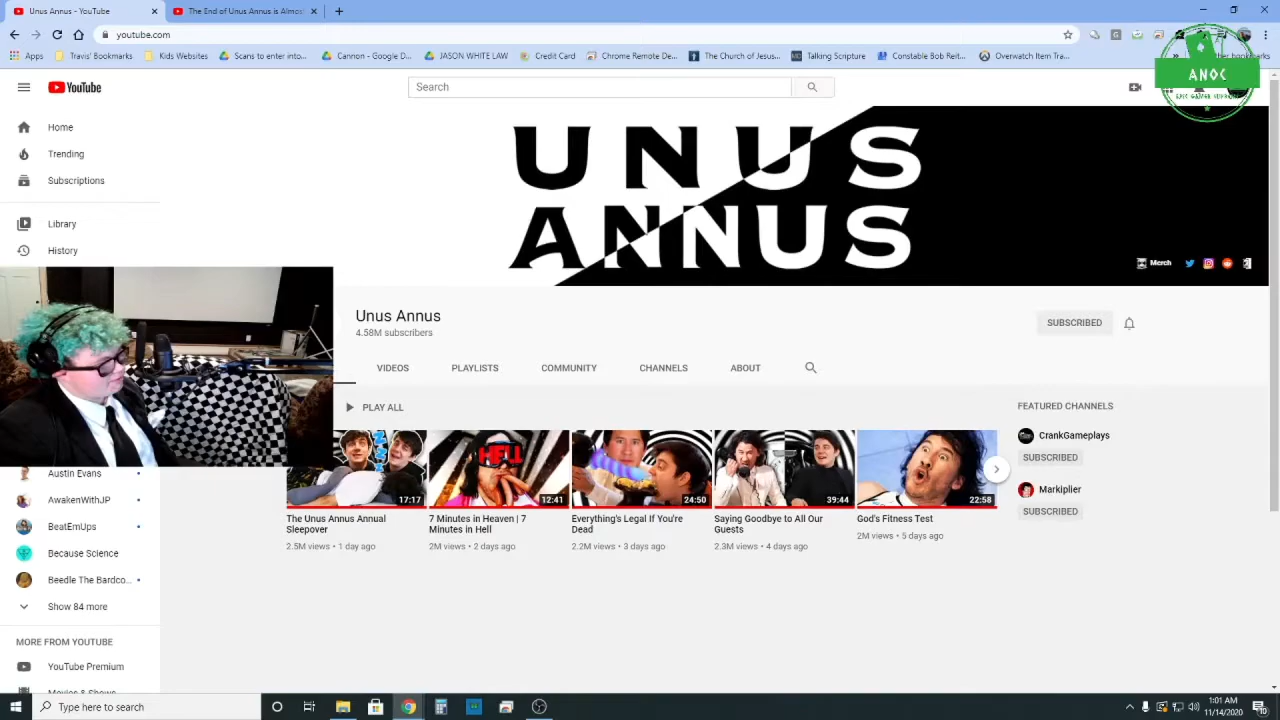 Unus Annus - YouTube
The End of Unus Annus
youtube.com
Apps
Favorites
Kids Websites
Scans to enter into...
Cannon - Google D...
JASON WHITE LAW
Credit Card
Chrome Remote De...
The Church of Jesus...
Talking Scripture
Constable Bob Reit...
Overwatch Team Tra...
YouTube
Search
Home
Trending
Subscriptions
Library
History
UNUS
ANNUS
Merch
Unus Annus
4.58M subscribers
SUBSCRIBED
VIDEOS
PLAYLISTS
COMMUNITY
CHANNELS
ABOUT
PLAY ALL
HELL
17:17
12:41
24:50
39:44
22:58
The Unus Annus Annual
Sleepover
2.5M views • 1 day ago
7 Minutes in Heaven | 7
Minutes in Hell
2M views • 2 days ago
Everything's Legal If You're
Dead
2.2M views • 3 days ago
Saying Goodbye to All Our
Guests
2.3M views • 4 days ago
God's Fitness Test
2M views • 5 days ago
FEATURED CHANNELS
CrankGameplays
SUBSCRIBED
Markiplier
SUBSCRIBED
Austin Evans
AwakenWithJP
BeatEmUps
Because Science
Beedle The Bardco...
Show 84 more
MORE FROM YOUTUBE
YouTube Premium
Movies & Shows
Type here to search
1:01 AM
11/14/2020
10